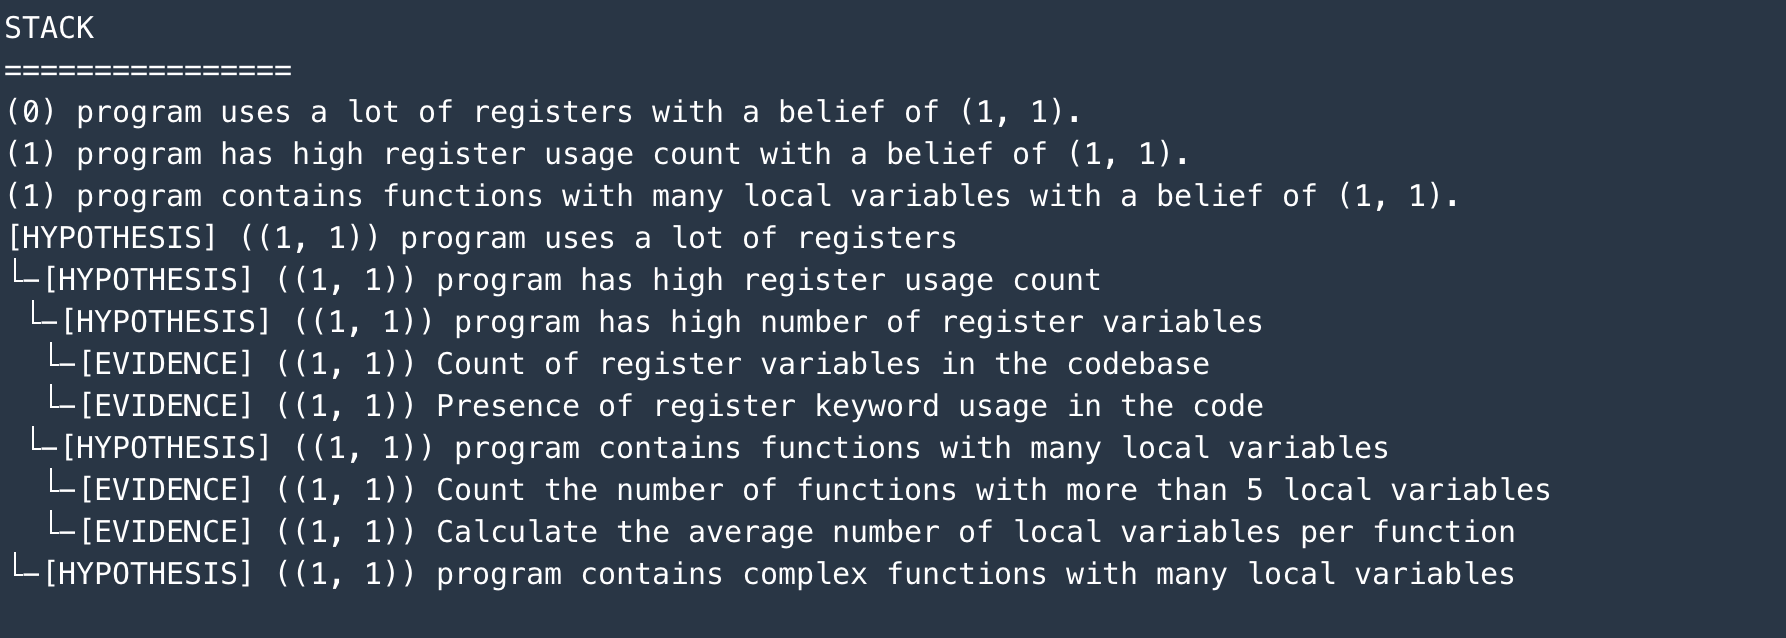 STACK
================
(0) program uses a lot of registers with a belief of (1, 1).
(1) program has high register usage count with a belief of (1, 1).
(1) program contains functions with many local variables with a belief of (1, 1).
[HYPOTHESIS] ((1, 1)) program uses a lot of registers
└─[HYPOTHESIS] ((1, 1)) program has high register usage count
 └─[HYPOTHESIS] ((1, 1)) program has high number of register variables
  └─[EVIDENCE] ((1, 1)) Count of register variables in the codebase
  └─[EVIDENCE] ((1, 1)) Presence of register keyword usage in the code
 └─[HYPOTHESIS] ((1, 1)) program contains functions with many local variables
  └─[EVIDENCE] ((1, 1)) Count the number of functions with more than 5 local variables
  └─[EVIDENCE] ((1, 1)) Calculate the average number of local variables per function
└─[HYPOTHESIS] ((1, 1)) program contains complex functions with many local variables